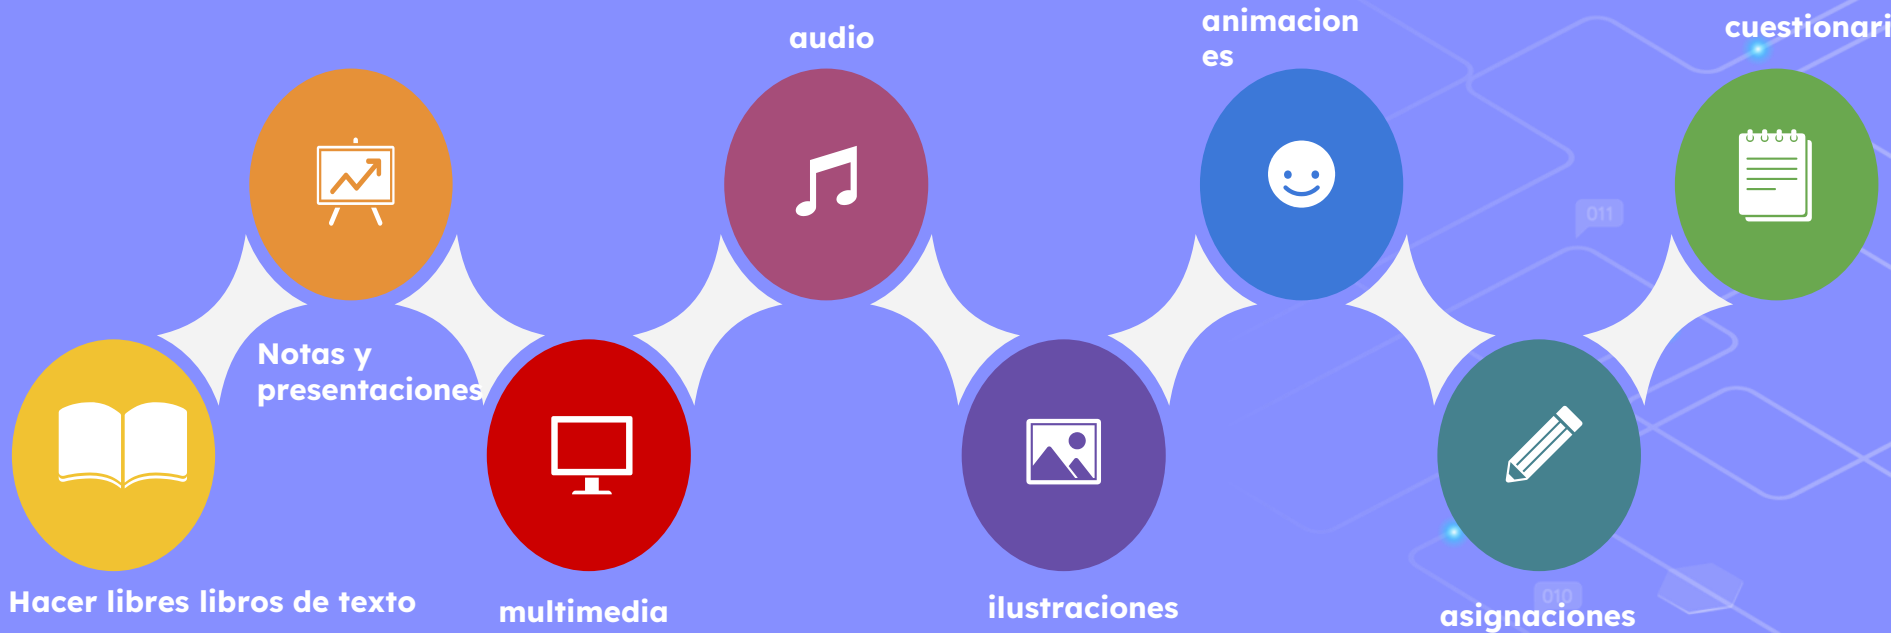 Hacer libres libros de texto
Notas y
presentaciones
multimedia
audio
ilustraciones
animacion
es
asignaciones
cuestionari
011
010